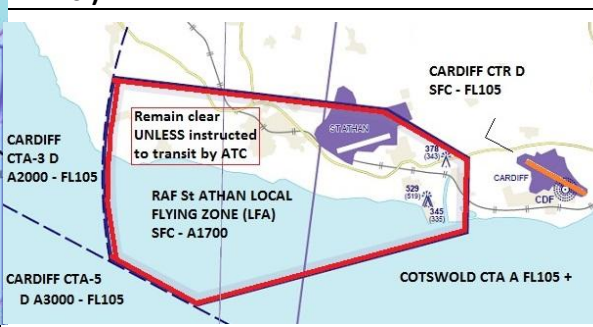 CARDIFF CTR D
SFC - FL105
Remain clear
UNLESS instructed
to transit by ATC
ST ATHAN
378
(343)
CARDIFF
CDF
CARDIFF
CTA-3 D
A2000 - FL105
RAF St ATHAN LOCAL
FLYING ZONE (LFA)
SFC - A1700
529
(519)
345
(335)
CARDIFF CTA-5
D A3000 - FL105
COTSWOLD CTA A FL105 +